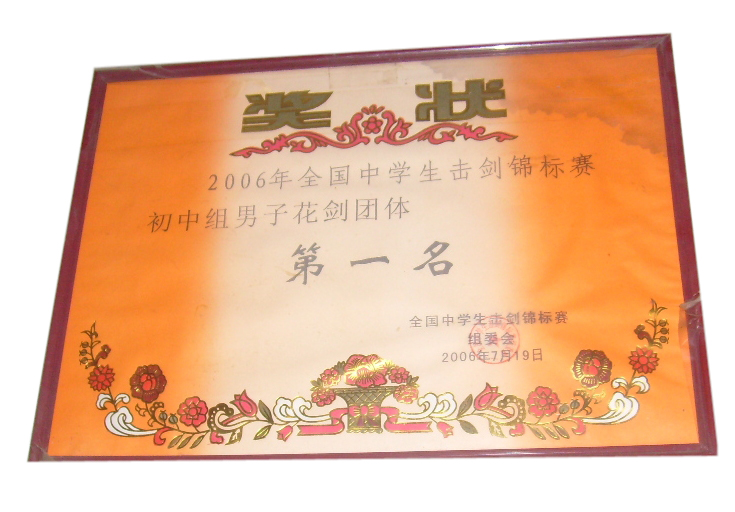 奖状
2006年全国中学生击剑锦标赛
初中组男子花剑团体
第一名
全国中学生击剑锦标赛
组委会
2006年7月19日